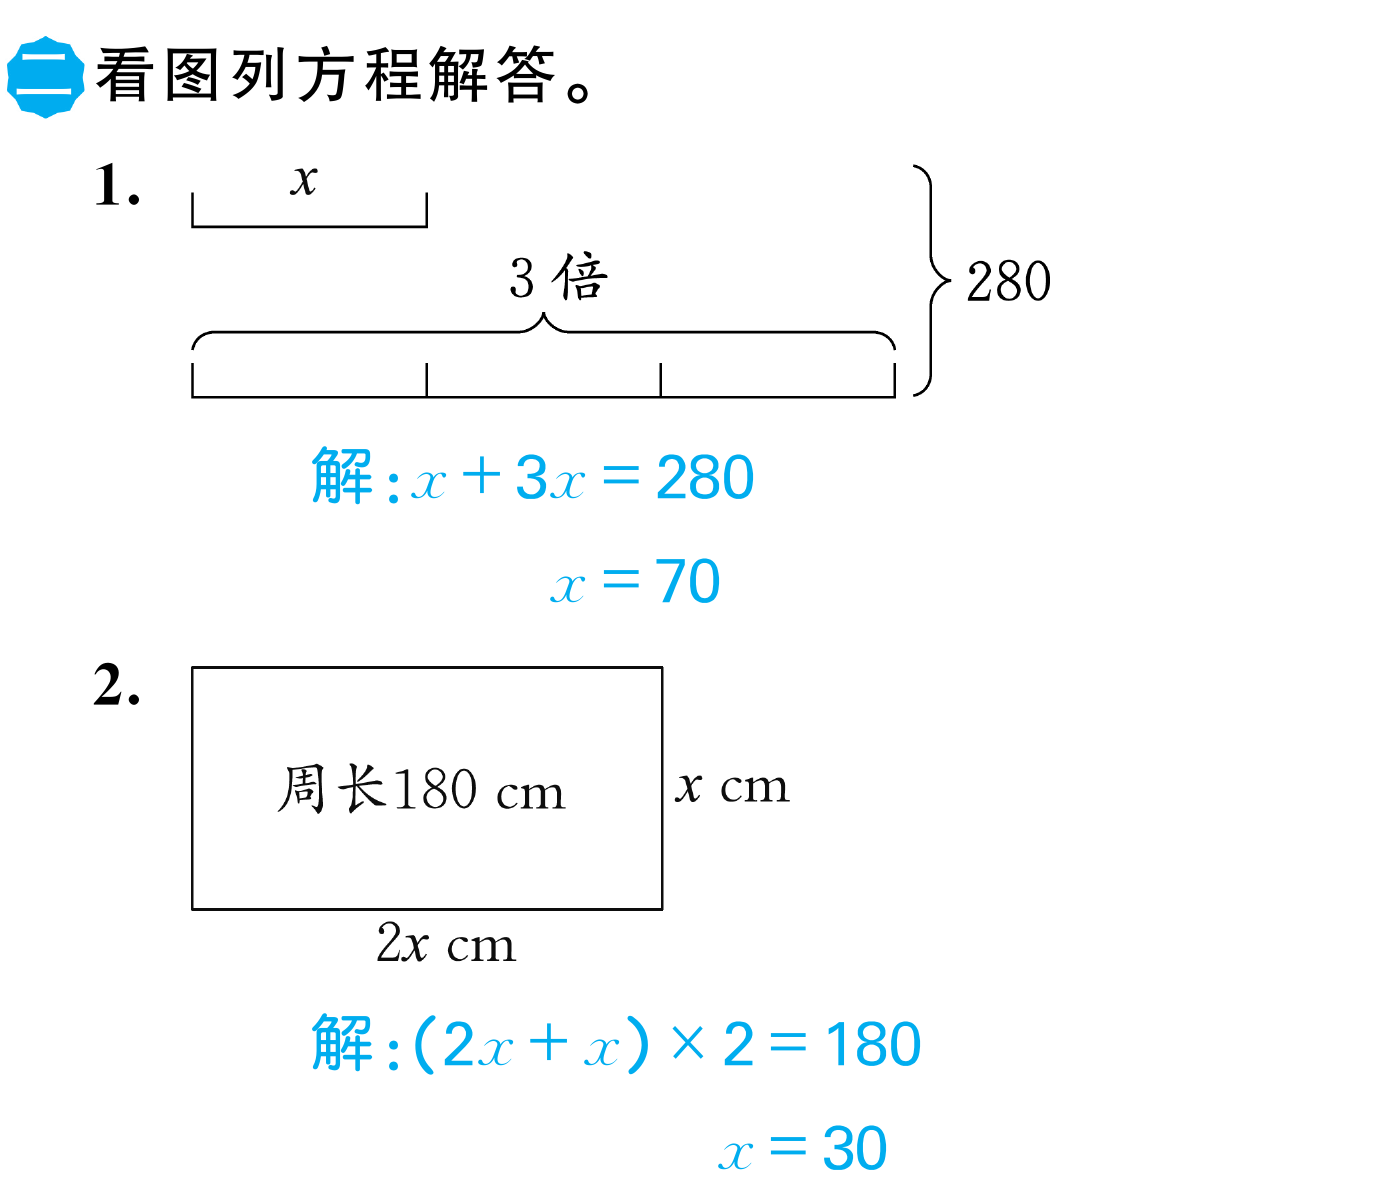 二 看图列方程解答。
1. x
3 倍
280
解:x + 3x = 280
x = 70
2.
周长180 cm
x cm
2x cm
解:(2x + x) × 2 = 180
x = 30